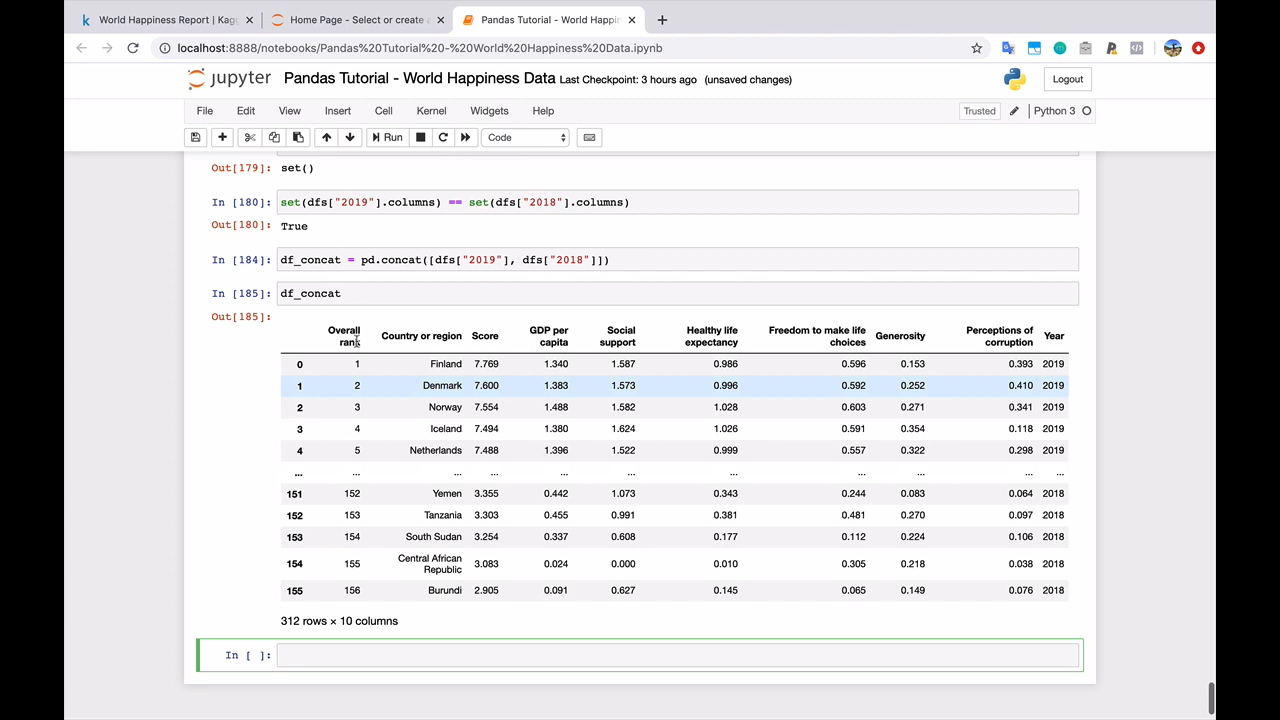 World Happiness Report | Kag
Home Page - Select or create a
Pandas Tutorial - World Happin
localhost:8888/notebooks/Pandas%20Tutorial%20-%20World%20Happiness%20Data.ipynb
jupyter Pandas Tutorial - World Happiness Data Last Checkpoint: 3 hours ago (unsaved changes) Logout
File Edit View Insert Cell Kernel Widgets Help Trusted Python 3
Run Code
Out[179]: set()
In [180]: set(dfs["2019"].columns) == set(dfs["2018"].columns)
Out[180]: True
In [184]: df_concat = pd.concat([dfs["2019"], dfs["2018"]])
In [185]: df_concat
Out[185]:
Overall rank Country or region Score GDP per capita Social support Healthy life expectancy Freedom to make life choices Generosity Perceptions of corruption Year
0 1 Finland 7.769 1.340 1.587 0.986 0.596 0.153 0.393 2019
1 2 Denmark 7.600 1.383 1.573 0.996 0.592 0.252 0.410 2019
2 3 Norway 7.554 1.488 1.582 1.028 0.603 0.271 0.341 2019
3 4 Iceland 7.494 1.380 1.624 1.026 0.591 0.354 0.118 2019
4 5 Netherlands 7.488 1.396 1.522 0.999 0.557 0.322 0.298 2019
... ... ... ... ... ... ... ... ... ... ...
151 152 Yemen 3.355 0.442 1.073 0.343 0.244 0.083 0.064 2018
152 153 Tanzania 3.303 0.455 0.991 0.381 0.481 0.270 0.097 2018
153 154 South Sudan 3.254 0.337 0.608 0.177 0.112 0.224 0.106 2018
154 155 Central African Republic 3.083 0.024 0.000 0.010 0.305 0.218 0.038 2018
155 156 Burundi 2.905 0.091 0.627 0.145 0.065 0.149 0.076 2018
312 rows × 10 columns
In [ ]: